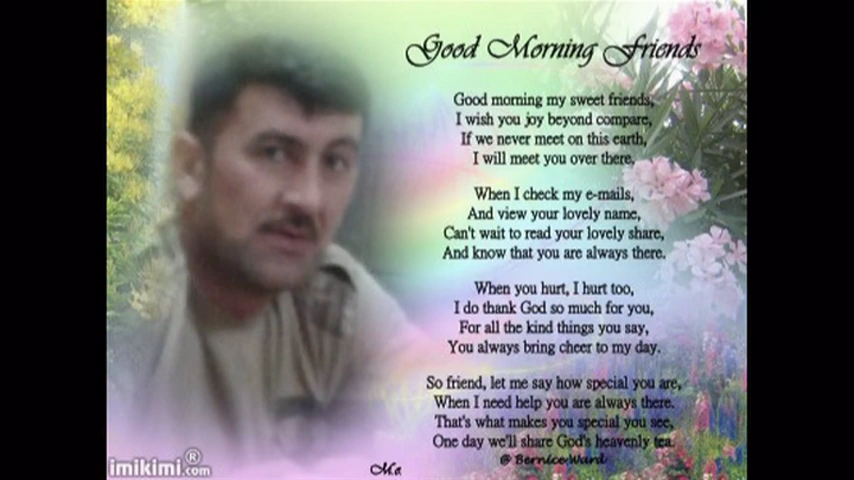 Good Morning Friends
Good morning my sweet friends,
I wish you joy beyond compare,
If we never meet on this earth,
I will meet you over there.
When I check my e-mails,
And view your lovely name,
Can't wait to read your lovely share,
And know that you are always there.
When you hurt, I hurt too,
I do thank God so much for you,
For all the kind things you say,
You always bring cheer to my day.
So friend, let me say how special you are,
When I need help you are always there.
That's what makes you special you see,
One day we'll share God's heavenly tea.
@ Bernice Ward
imikimi®.com